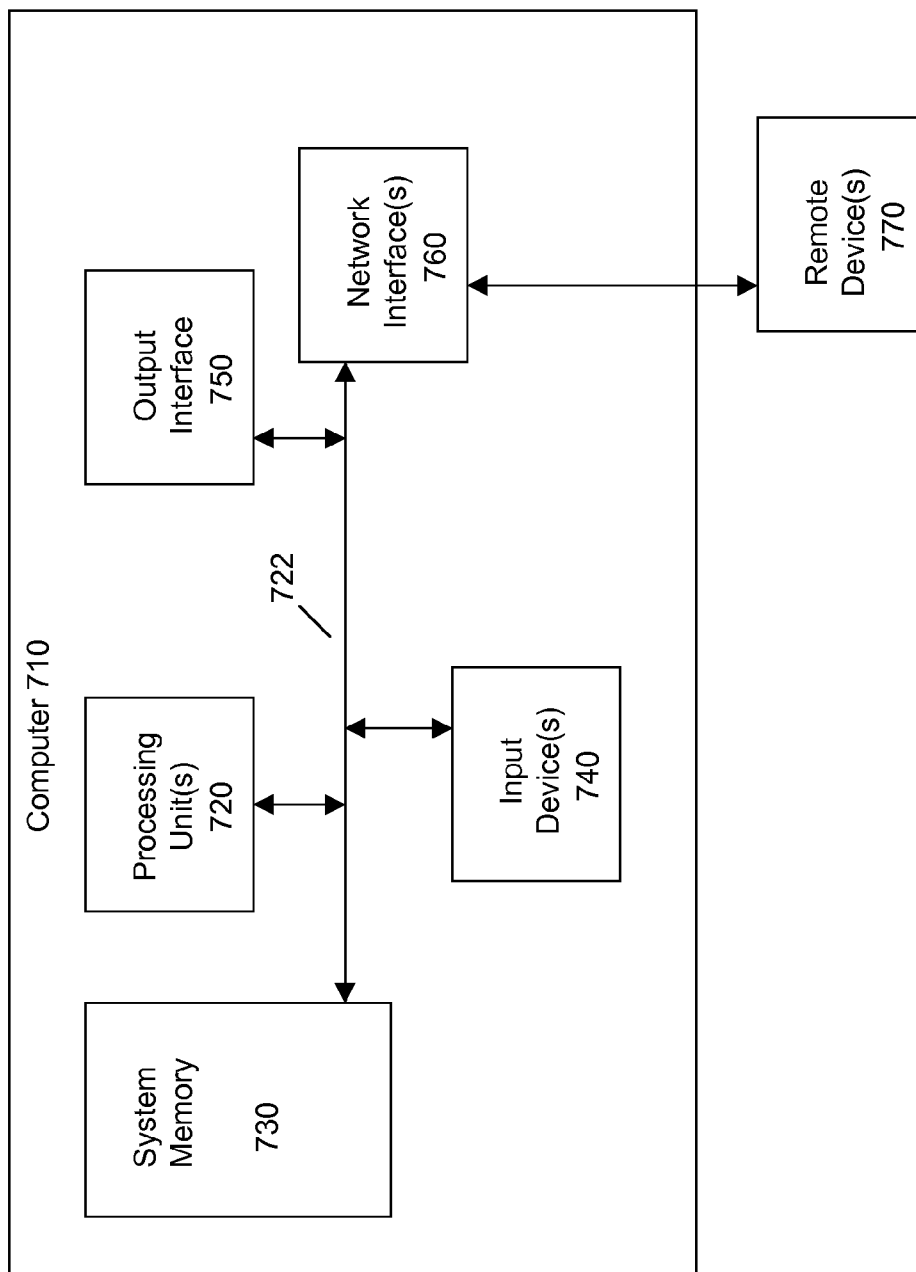 Computer 710
System
Memory
730
Processing
Unit(s)
720
Output
Interface
750
722
Network
Interface(s)
760
Input
Device(s)
740
Remote
Device(s)
770